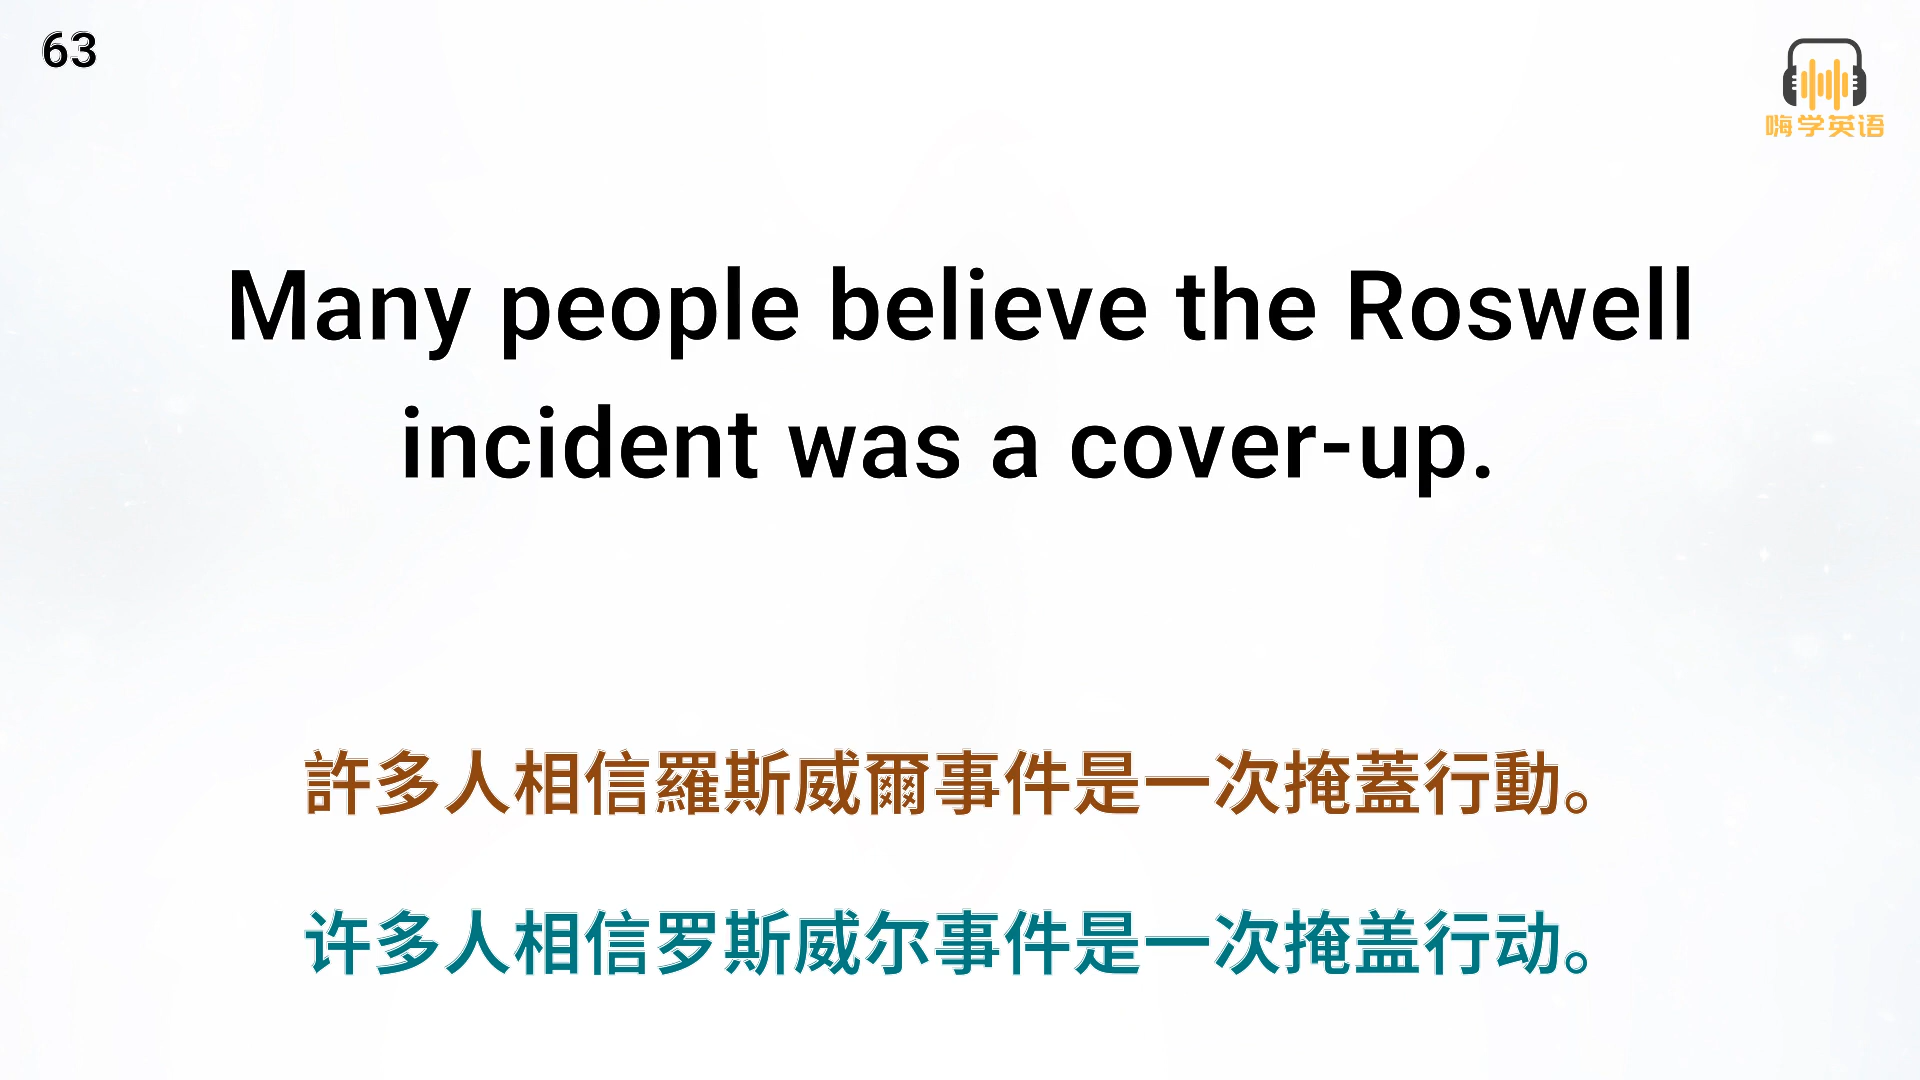 63
嗨学英语
Many people believe the Roswell
incident was a cover-up.
許多人相信羅斯威爾事件是一次掩蓋行動。
许多人相信罗斯威尔事件是一次掩盖行动。